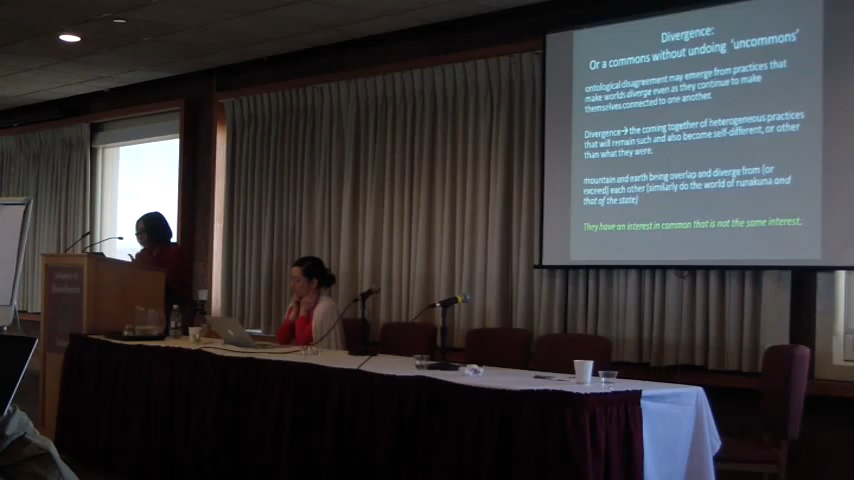 Divergence:
Or a commons without undoing 'uncommons'
ontological disagreement may emerge from practices that
make worlds diverge even as they continue to make
themselves connected to one another.
Divergence→the coming together of heterogeneous practices
that will remain such and also become self-different, or other
than what they were.
mountain and earth being overlap and diverge from (or
exceed) each other (similarly do the world of runakuna and
that of the state)
They have an interest in common that is not the same interest.